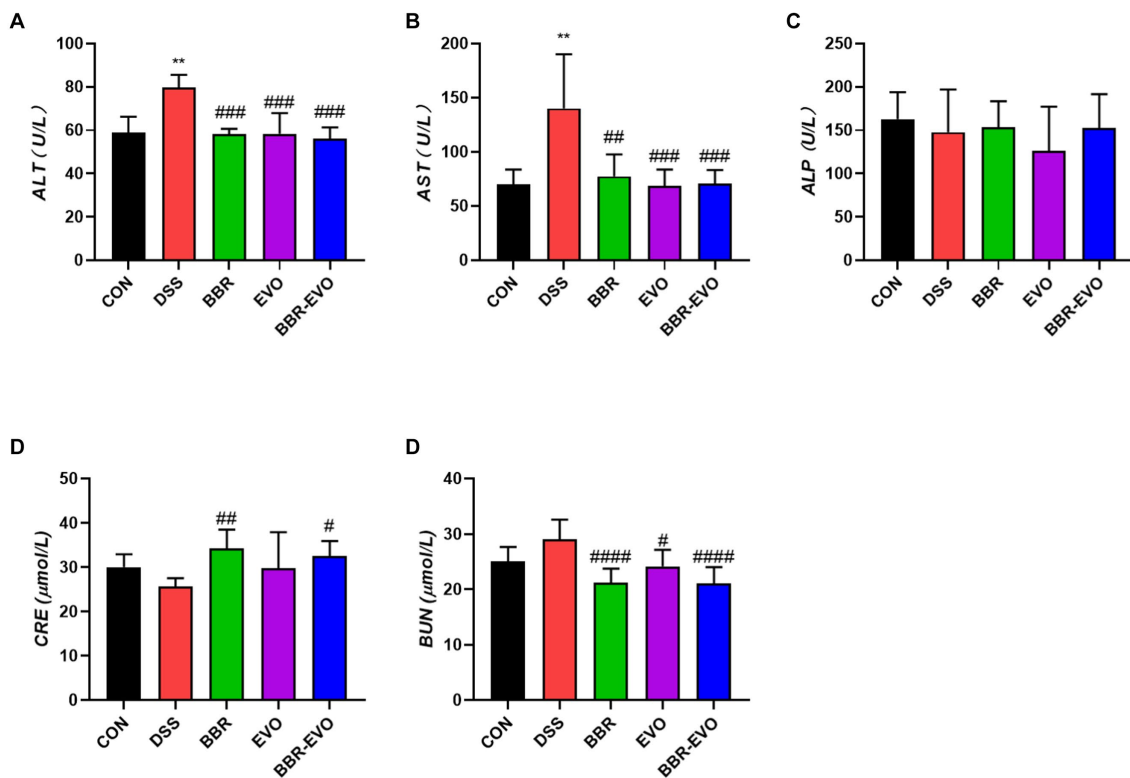 A
ALT ( U/L )
100
80
60
40
20
0
**
###
###
###
CON
DSS
BBR
EVO
BBR-EVO
B
AST ( U/L )
200
150
100
50
0
**
##
###
###
CON
DSS
BBR
EVO
BBR-EVO
C
ALP (U/L )
250
200
150
100
50
0
CON
DSS
BBR
EVO
BBR-EVO
D
CRE (μmol/L)
50
40
30
20
10
0
##
#
CON
DSS
BBR
EVO
BBR-EVO
D
BUN (μmol/L)
40
30
20
10
0
####
#
####
CON
DSS
BBR
EVO
BBR-EVO